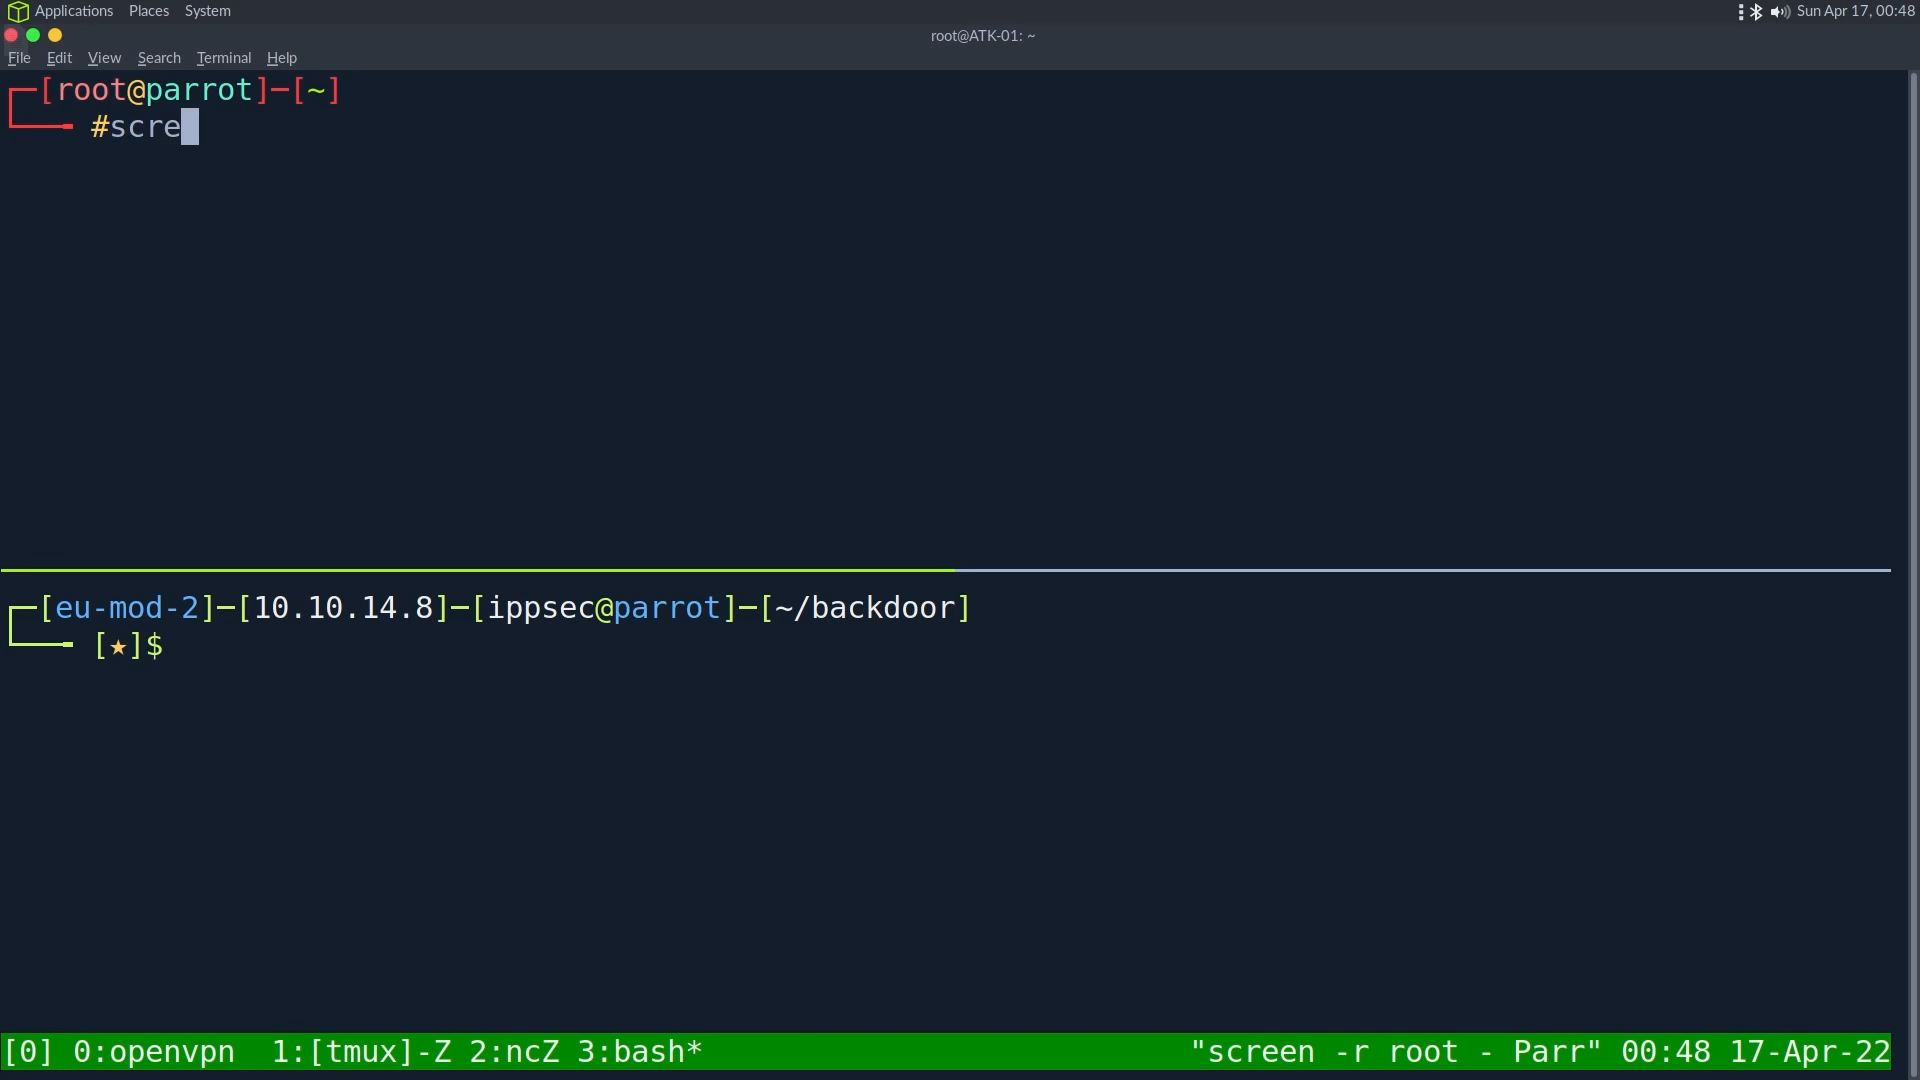 Applications Places System
Sun Apr 17, 00:48
root@ATK-01: ~
File Edit View Search Terminal Help
[root@parrot]─[~]
#scre
[eu-mod-2]─[10.10.14.8]─[ippsec@parrot]─[~/backdoor]
[★]$
[0] 0:openvpn  1:[tmux]-Z 2:ncZ 3:bash* "screen -r root - Parr" 00:48 17-Apr-22